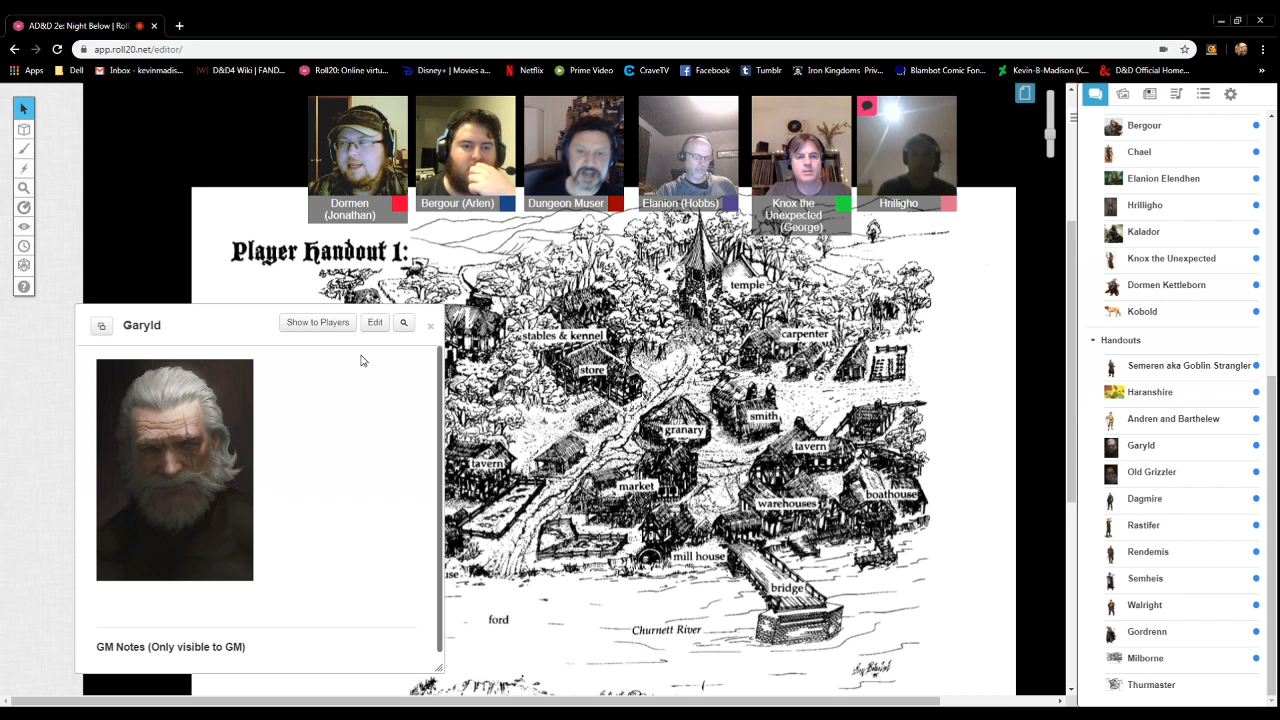 AD&D 2e: Night Below | Roll
app.roll20.net/editor/
Apps
Dell
Inbox - kevinmadis...
D&D4 Wiki | FAND...
Roll20: Online virtu...
Disney+ | Movies a...
Netflix
Prime Video
CraveTV
Facebook
Tumblr
Iron Kingdoms Priv...
Blambot Comic Fon...
Kevin-B-Madison (K...
D&D Official Home...
»
Dormen
(Jonathan)
Bergour (Arlen)
Dungeon Muser
Elanion (Hobbs)
Knox the
Unexpected
(George)
Hriligho
Player Handout 1:
temple
stables & kennel
carpenter
store
smith
granary
tavern
tavern
market
boathouse
warehouses
mill house
bridge
ford
Churnett River
Garyld
Show to Players
Edit
GM Notes (Only visible to GM)
Bergour
Chael
Elanion Elendhen
Hrilligho
Kalador
Knox the Unexpected
Dormen Kettleborn
Kobold
Handouts
Semeren aka Goblin Strangler
Haranshire
Andren and Barthelew
Garyld
Old Grizzler
Dagmire
Rastifer
Rendemis
Semheis
Walright
Gordrenn
Milborne
Thurmaster